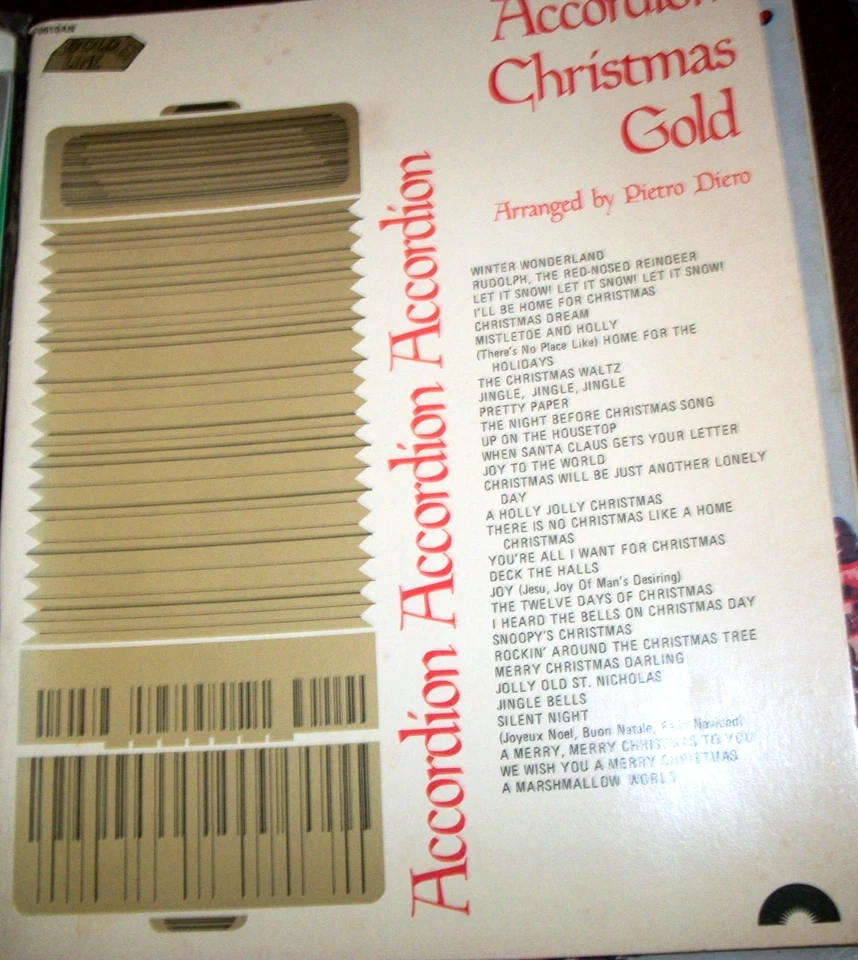 Accordion
Christmas
Gold
Arranged by Pietro Diero
Accordion Accordion Accordion
WINTER WONDERLAND
RUDOLPH, THE RED-NOSED REINDEER
LET IT SNOW! LET IT SNOW! LET IT SNOW!
I'LL BE HOME FOR CHRISTMAS
CHRISTMAS DREAM
MISTLETOE AND HOLLY
(There's No Place Like) HOME FOR THE
HOLIDAYS
THE CHRISTMAS WALTZ
JINGLE, JINGLE, JINGLE
PRETTY PAPER
THE NIGHT BEFORE CHRISTMAS SONG
UP ON THE HOUSETOP
WHEN SANTA CLAUS GETS YOUR LETTER
JOY TO THE WORLD
CHRISTMAS WILL BE JUST ANOTHER LONELY
DAY
A HOLLY JOLLY CHRISTMAS
THERE IS NO CHRISTMAS LIKE A HOME
CHRISTMAS
YOU'RE ALL I WANT FOR CHRISTMAS
DECK THE HALLS
JOY (Jesu, Joy Of Man's Desiring)
THE TWELVE DAYS OF CHRISTMAS
I HEARD THE BELLS ON CHRISTMAS DAY
SNOOPY'S CHRISTMAS
ROCKIN' AROUND THE CHRISTMAS TREE
MERRY CHRISTMAS DARLING
JOLLY OLD ST. NICHOLAS
JINGLE BELLS
SILENT NIGHT
(Joyeux Noel, Buon Natale, Feliz Navidad)
A MERRY, MERRY CHRISTMAS TO YOU
WE WISH YOU A MERRY CHRISTMAS
A MARSHMALLOW WORLD